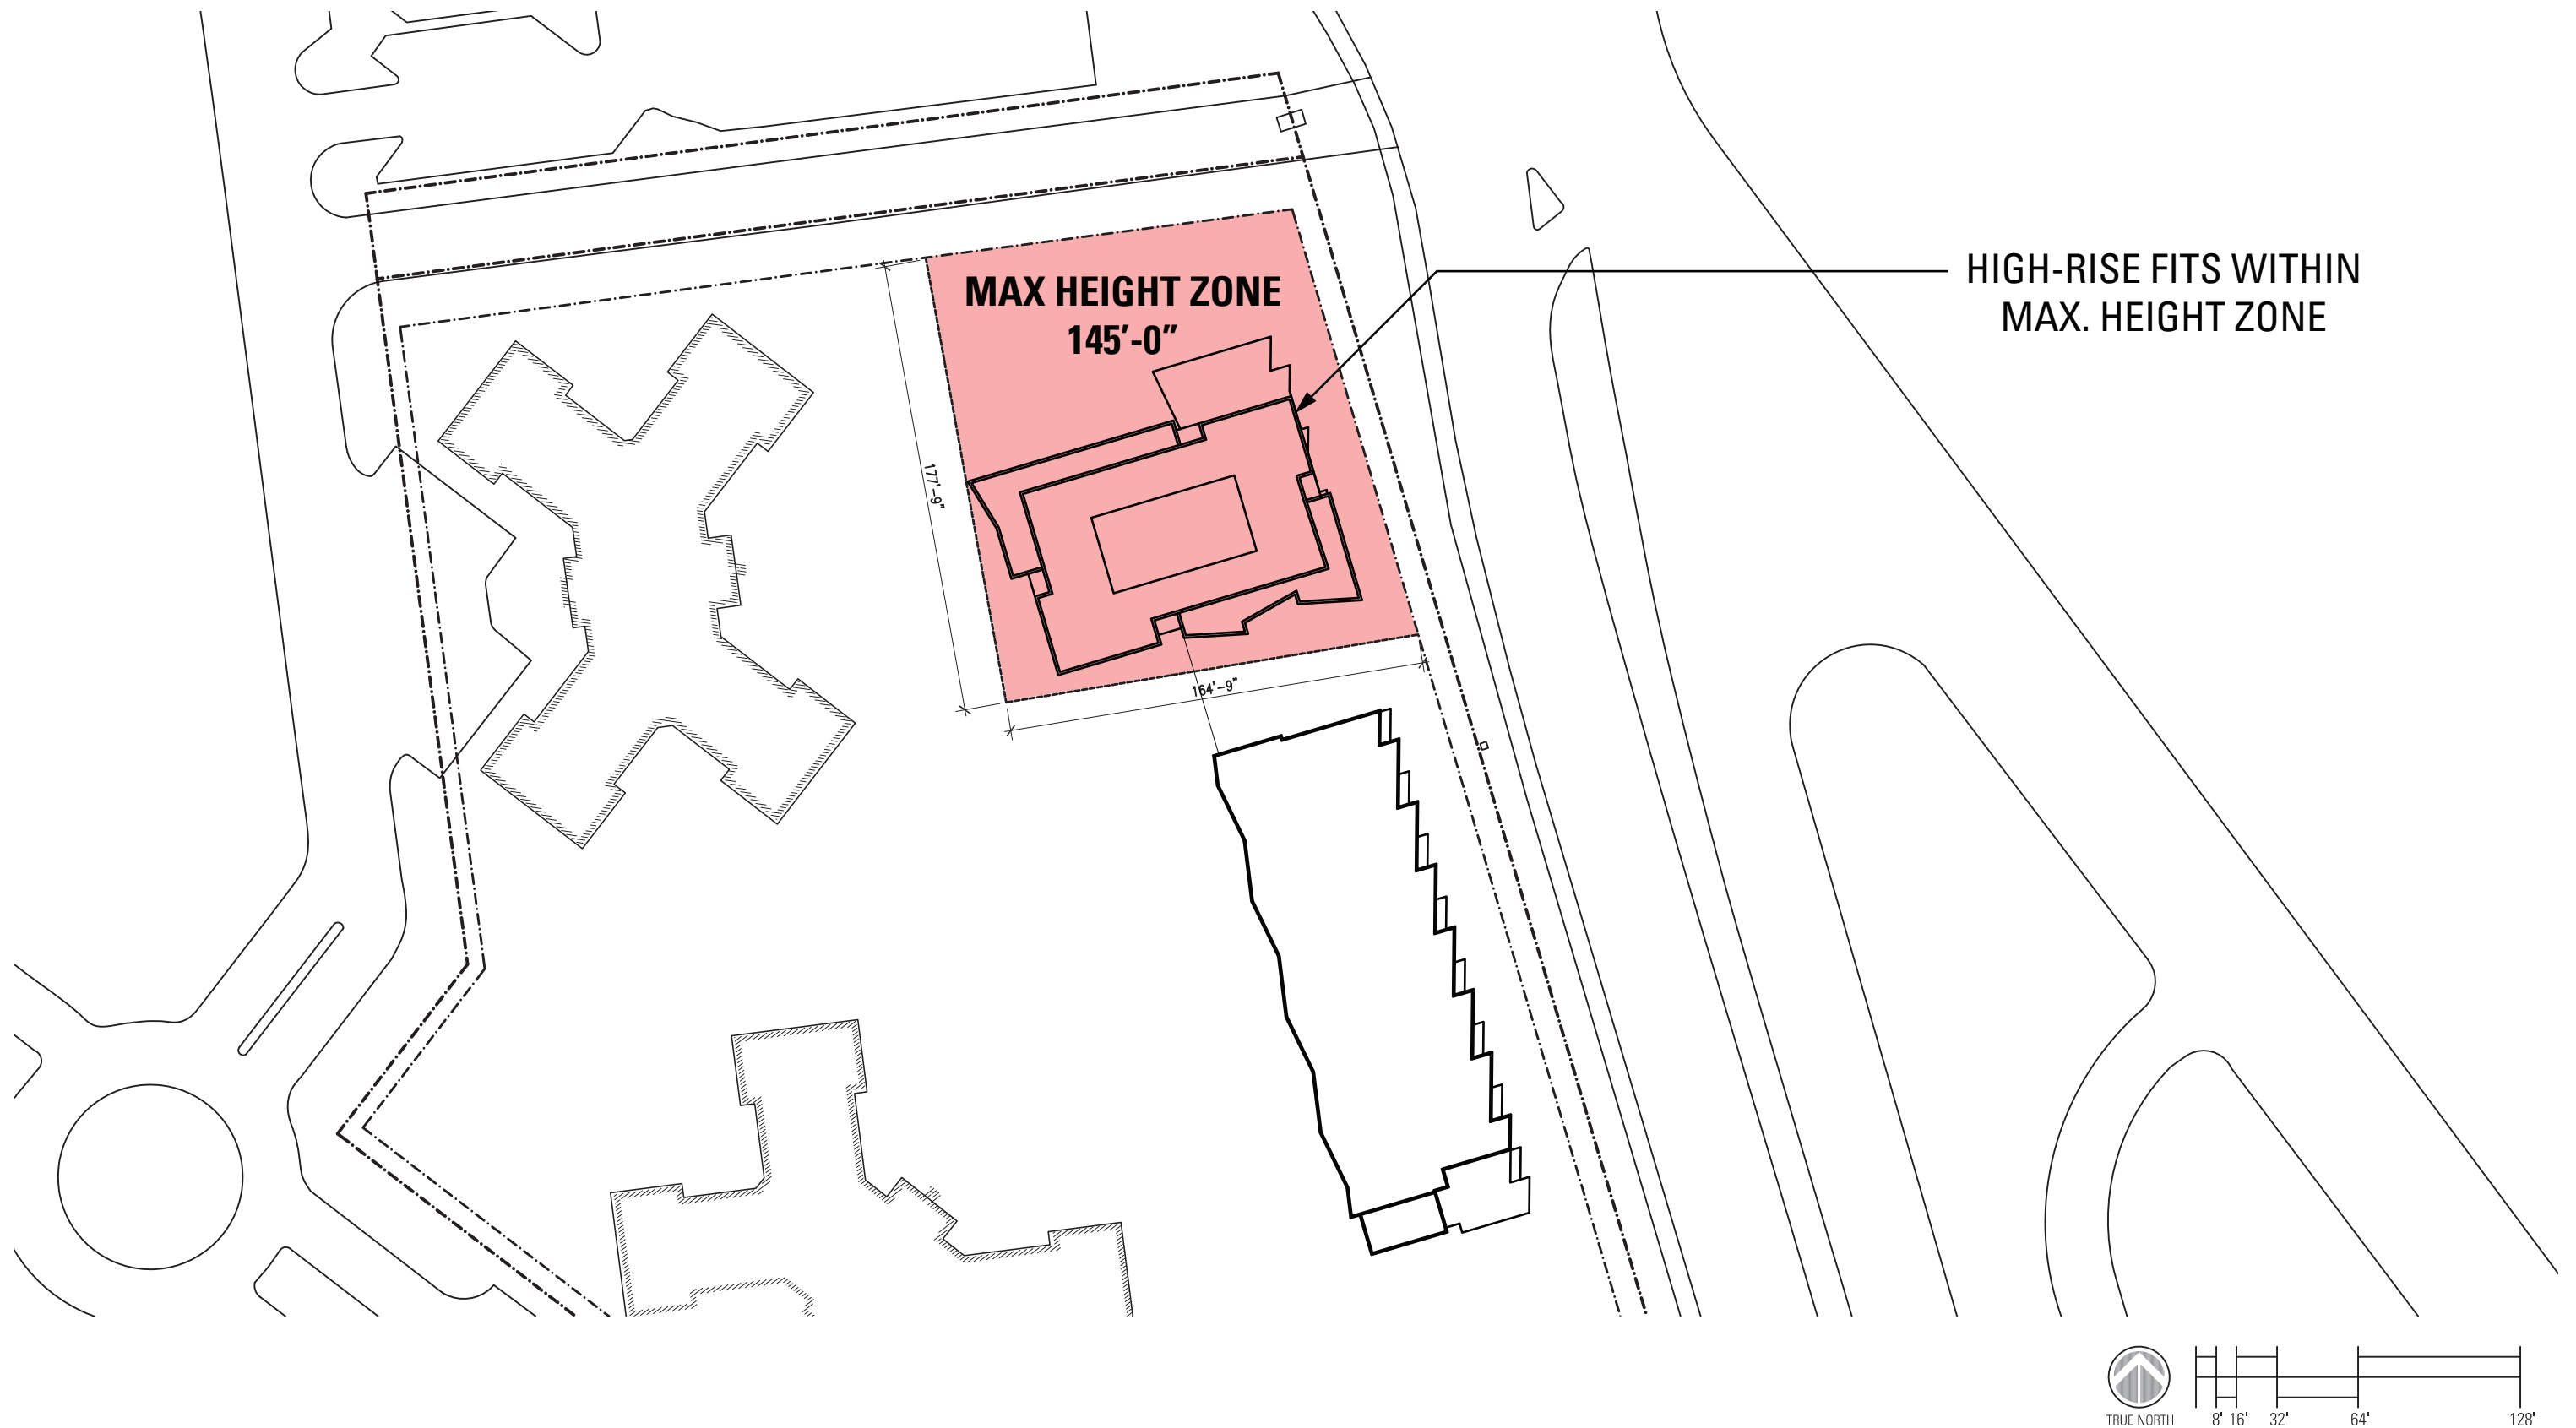 MAX HEIGHT ZONE
145′-0″
HIGH-RISE FITS WITHIN
MAX. HEIGHT ZONE
177'-9"
164'-9"
TRUE NORTH
8' 16' 32' 64' 128'